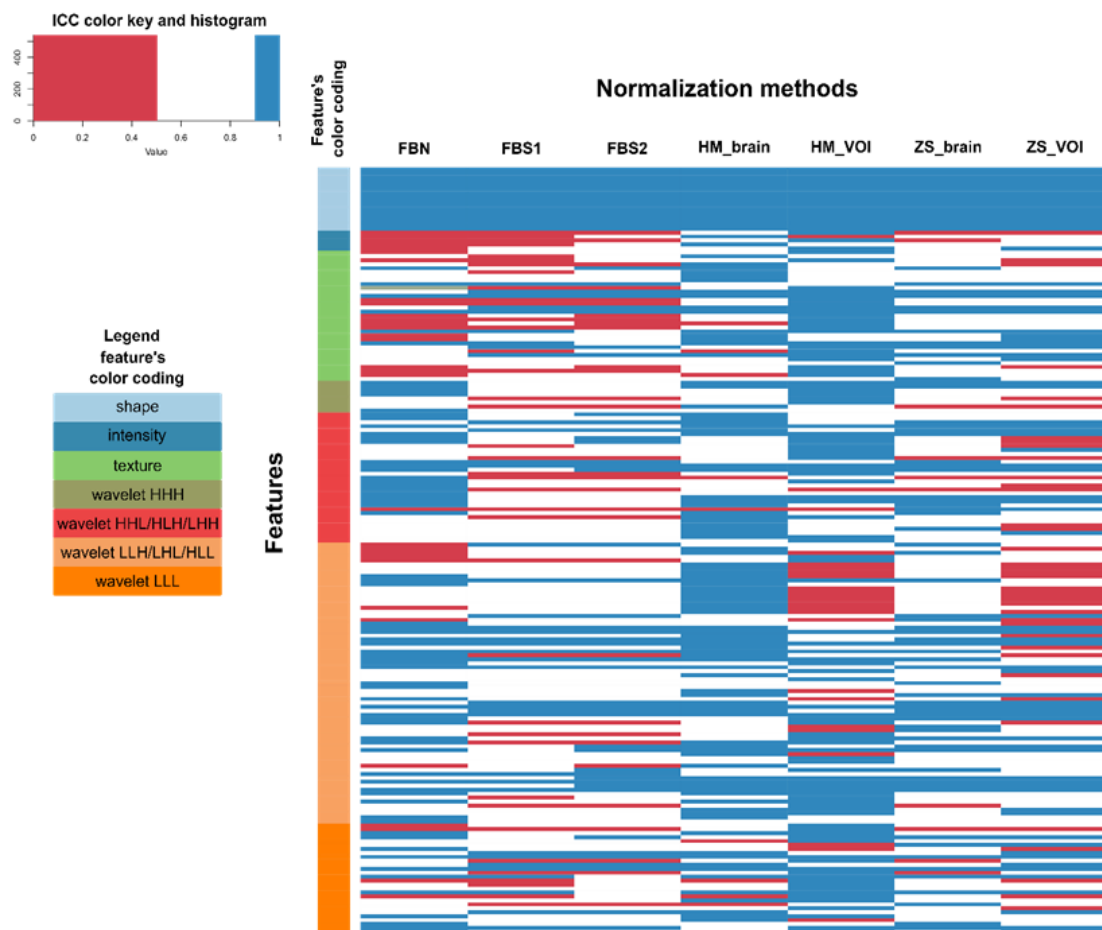 ICC color key and histogram
0 200 400
0 0.2 0.4 0.6 0.8 1
Value
Feature's
color coding
Normalization methods
FBN FBS1 FBS2 HM_brain HM_VOI ZS_brain ZS_VOI
Legend
feature's
color coding
shape
intensity
texture
wavelet HHH
wavelet HHL/HLH/LHH
wavelet LLH/LHL/HLL
wavelet LLL
Features